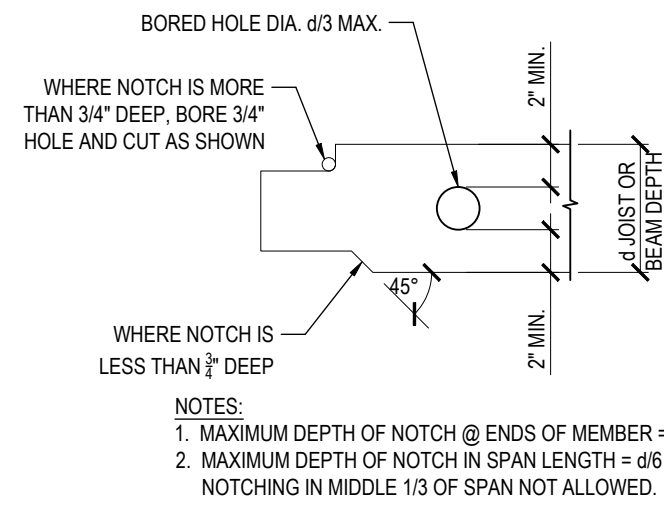 BORED HOLE DIA. d/3 MAX.
WHERE NOTCH IS MORE
THAN 3/4" DEEP, BORE 3/4"
HOLE AND CUT AS SHOWN
2" MIN.
d JOIST OR
BEAM DEPTH
45°
WHERE NOTCH IS
LESS THAN ¾" DEEP
2" MIN.
NOTES:
1. MAXIMUM DEPTH OF NOTCH @ ENDS OF MEMBER =
2. MAXIMUM DEPTH OF NOTCH IN SPAN LENGTH = d/6
NOTCHING IN MIDDLE 1/3 OF SPAN NOT ALLOWED.